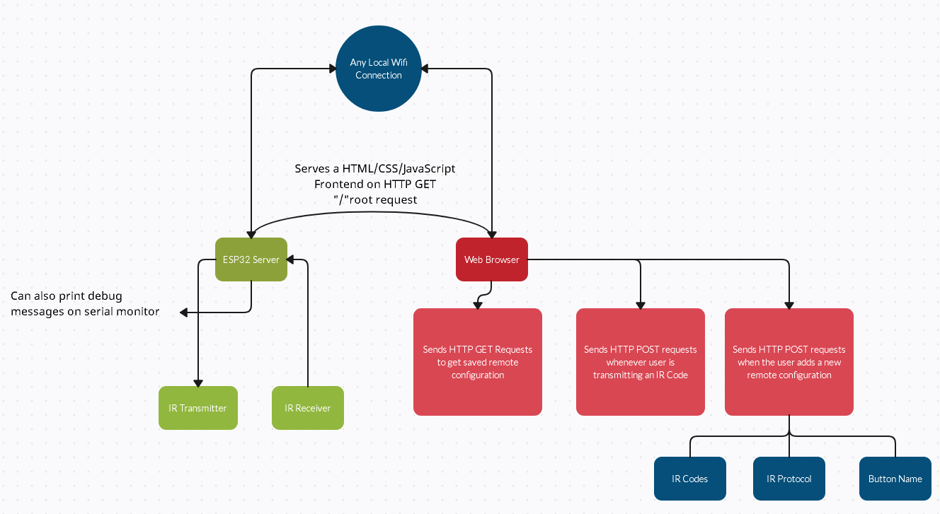 Any Local Wifi
Connection
Serves a HTML/CSS/JavaScript
Frontend on HTTP GET
"/"root request
ESP32 Server
Web Browser
Can also print debug
messages on serial monitor
Sends HTTP GET Requests
to get saved remote
configuration
Sends HTTP POST requests
whenever user is
transmitting an IR Code
Sends HTTP POST requests
when the user adds a new
remote configuration
IR Transmitter
IR Receiver
IR Codes
IR Protocol
Button Name